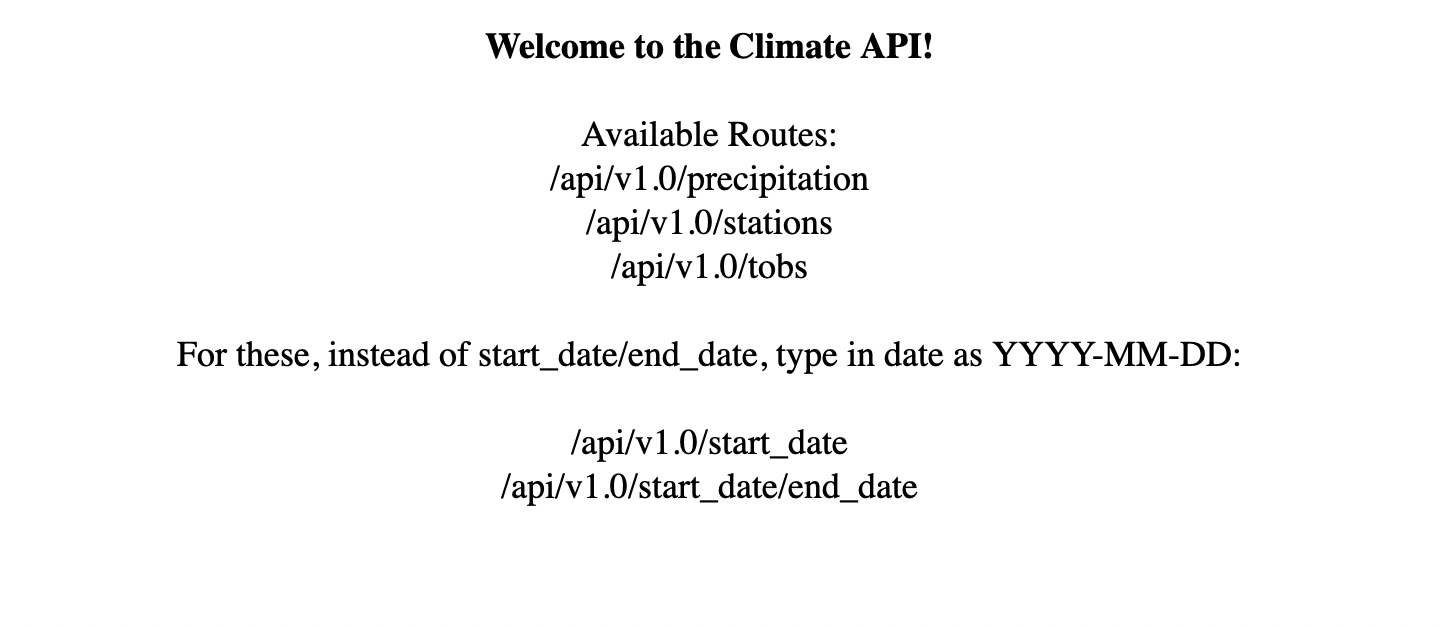 Welcome to the Climate API!
Available Routes:
/api/v1.0/precipitation
/api/v1.0/stations
/api/v1.0/tobs
For these, instead of start_date/end_date, type in date as YYYY-MM-DD:
/api/v1.0/start_date
/api/v1.0/start_date/end_date